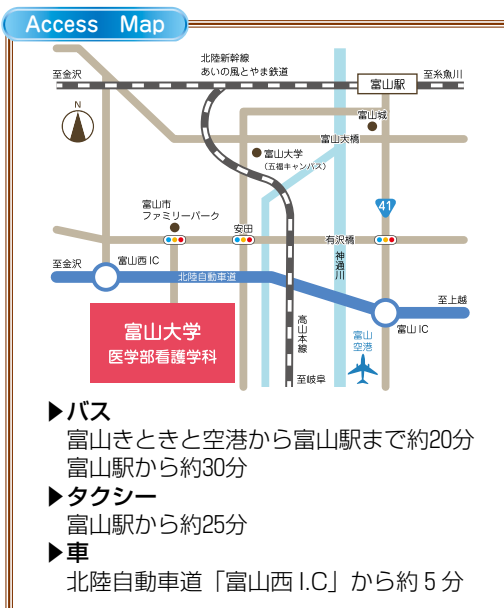 Access Map
北陸新幹線
あいの風とやま鉄道
至金沢
富山駅
至糸魚川
N
富山城
富山大橋
富山大学
(五福キャンパス)
富山市
ファミリーパーク
41
安田
有沢橋
至金沢
富山西IC
北陸自動車道
神通川
至上越
富山大学
医学部看護学科
高山本線
富山
空港
富山IC
至岐阜
▶バス
富山きときと空港から富山駅まで約20分
富山駅から約30分
▶タクシー
富山駅から約25分
▶車
北陸自動車道「富山西I.C」から約5分